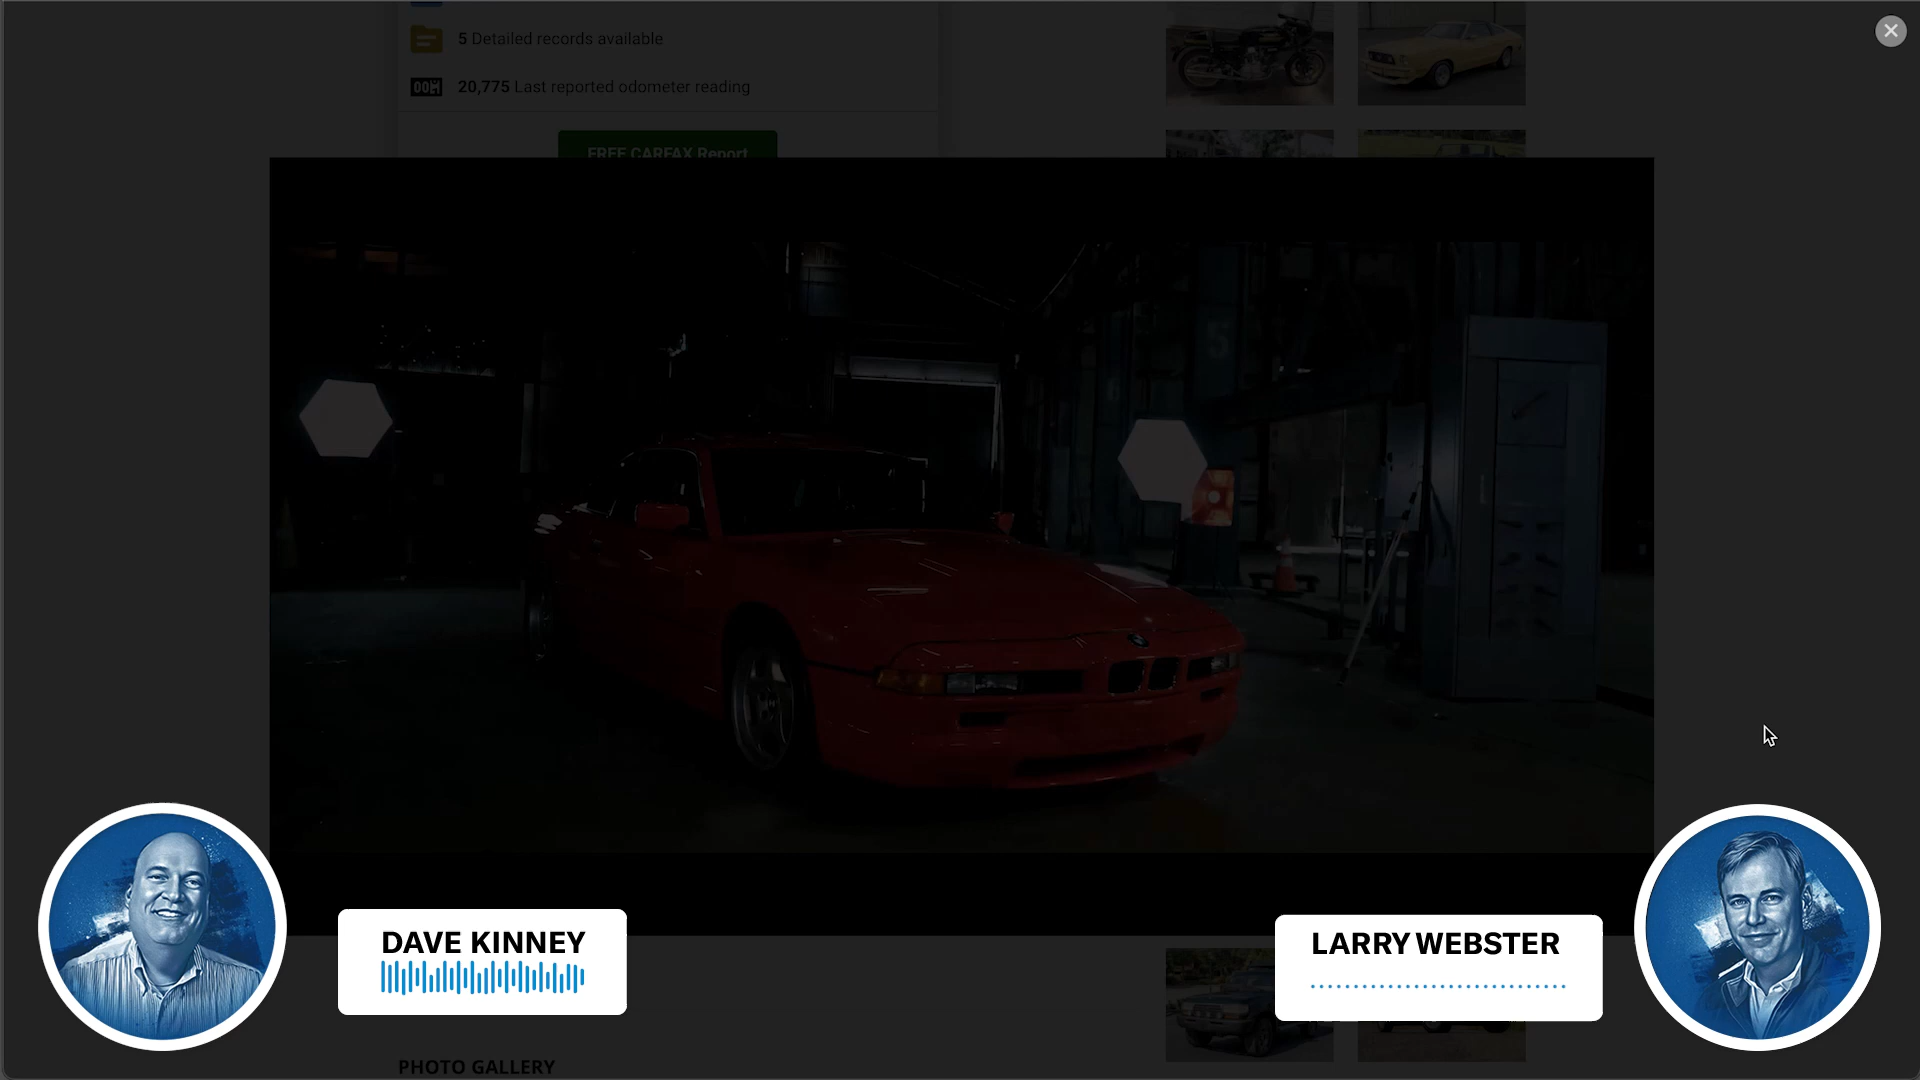 5 Detailed records available
20,775 Last reported odometer reading
FREE CARFAX Report
5
DAVE KINNEY
LARRY WEBSTER
PHOTO GALLERY